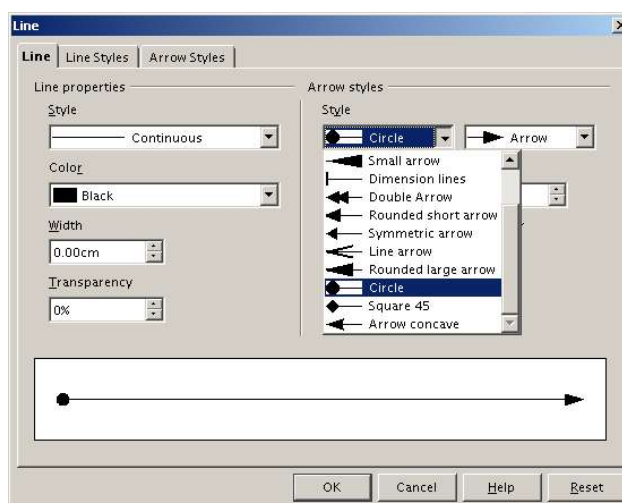 Line
Line
Line Styles
Arrow Styles
Line properties
Style
Continuous
Color
Black
Width
0.00cm
Transparency
0%
Arrow styles
Style
Circle
Arrow
Small arrow
Dimension lines
Double Arrow
Rounded short arrow
Symmetric arrow
Line arrow
Rounded large arrow
Circle
Square 45
Arrow concave
OK
Cancel
Help
Reset